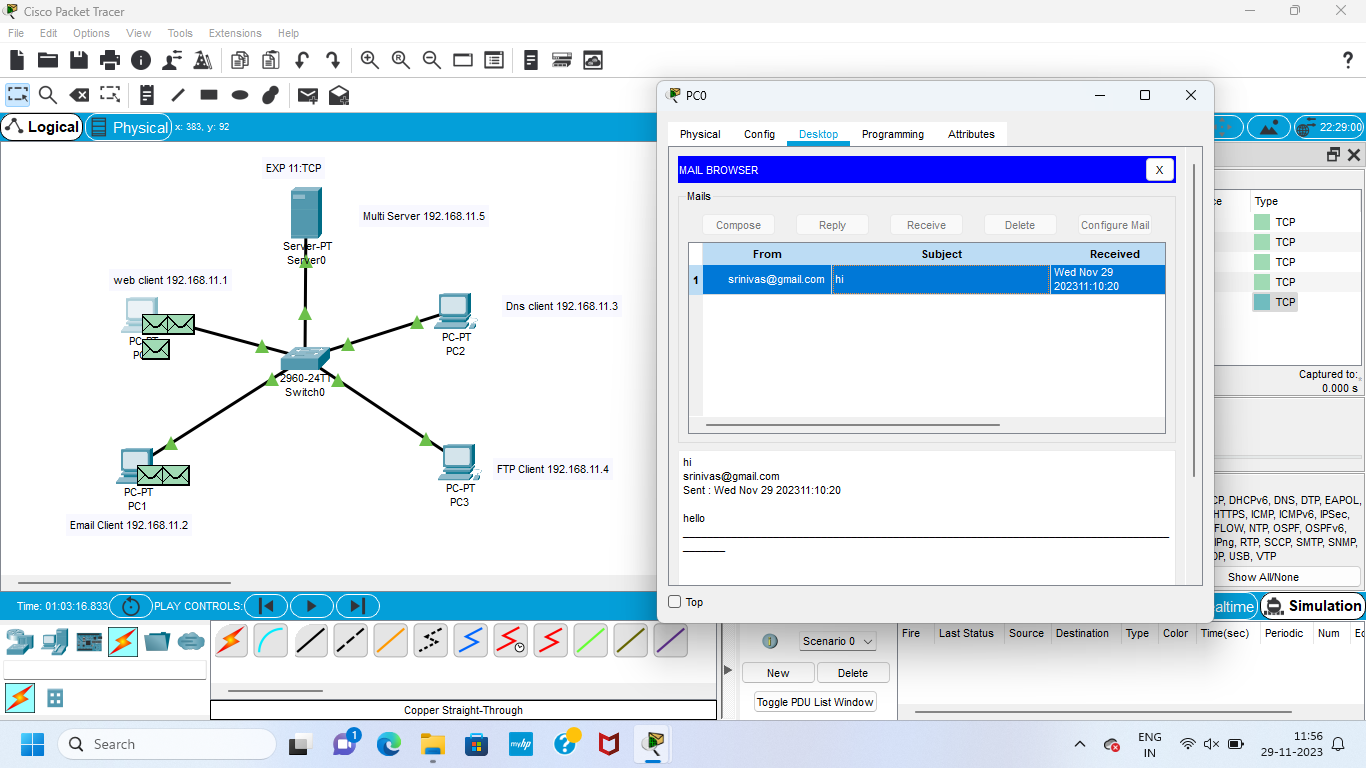 Cisco Packet Tracer
File Edit Options View Tools Extensions Help
Logical
Physical
x: 383, y: 92
22:29:00
EXP 11:TCP
Multi Server 192.168.11.5
Server-PT
Server0
web client 192.168.11.1
Dns client 192.168.11.3
PC-PT
PC2
2960-24TT
Switch0
PC-PT
PC1
Email Client 192.168.11.2
FTP Client 192.168.11.4
PC-PT
PC3
PC0
Physical Config Desktop Programming Attributes
MAIL BROWSER
X
Mails
Compose Reply Receive Delete Configure Mail
From Subject Received
1 srinivas@gmail.com hi Wed Nov 29
202311:10:20
hi
srinivas@gmail.com
Sent : Wed Nov 29 202311:10:20
hello
Top
Type
TCP
TCP
TCP
TCP
TCP
Captured to:
0.000 s
CP, DHCPv6, DNS, DTP, EAPOL,
HTTPS, ICMP, ICMPv6, IPSec,
FLOW, NTP, OSPF, OSPFv6,
RTP, SCCP, SMTP, SNMP,
USB, VTP
Show All/None
Time: 01:03:16.833
PLAY CONTROLS:
altime
Simulation
Copper Straight-Through
Scenario 0
New Delete
Toggle PDU List Window
Fire Last Status Source Destination Type Color Time(sec) Periodic Num
Search
1
myhp
ENG
IN
11:56
29-11-2023